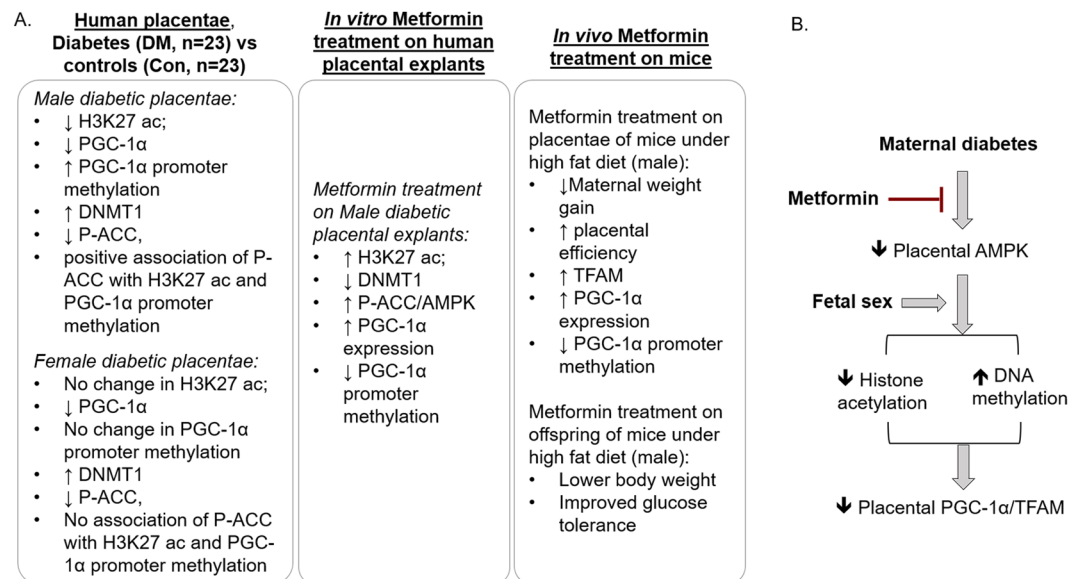 A.
Human placentae,
Diabetes (DM, n=23) vs
controls (Con, n=23)
Male diabetic placentae:
• ↓ H3K27 ac;
• ↓ PGC-1α
• ↑ PGC-1α promoter
methylation
• ↑ DNMT1
• ↓ P-ACC,
• positive association of P-
ACC with H3K27 ac and
PGC-1α promoter
methylation
Female diabetic placentae:
• No change in H3K27 ac;
• ↓ PGC-1α
• No change in PGC-1α
promoter methylation
• ↑ DNMT1
• ↓ P-ACC,
• No association of P-ACC
with H3K27 ac and PGC-
1α promoter methylation
In vitro Metformin
treatment on human
placental explants
Metformin treatment
on Male diabetic
placental explants:
• ↑ H3K27 ac;
• ↓ DNMT1
• ↑ P-ACC/AMPK
• ↑ PGC-1α
expression
• ↓ PGC-1α
promoter
methylation
In vivo Metformin
treatment on mice
Metformin treatment on
placentae of mice under
high fat diet (male):
• ↓Maternal weight
gain
• ↑ placental
efficiency
• ↑ TFAM
• ↑ PGC-1α
expression
• ↓ PGC-1α promoter
methylation
Metformin treatment on
offspring of mice under
high fat diet (male):
• Lower body weight
• Improved glucose
tolerance
B.
Maternal diabetes
Metformin
↓ Placental AMPK
Fetal sex
↓ Histone
acetylation
↑ DNA
methylation
↓ Placental PGC-1α/TFAM